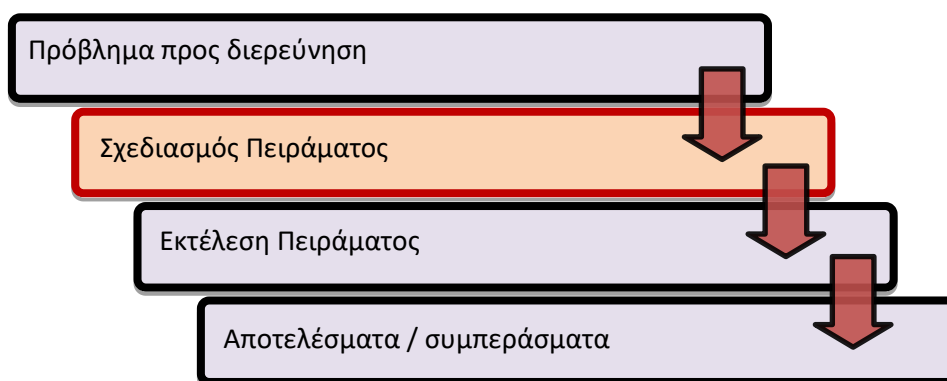 Πρόβλημα προς διερεύνηση
Σχεδιασμός Πειράματος
Εκτέλεση Πειράματος
Αποτελέσματα / συμπεράσματα